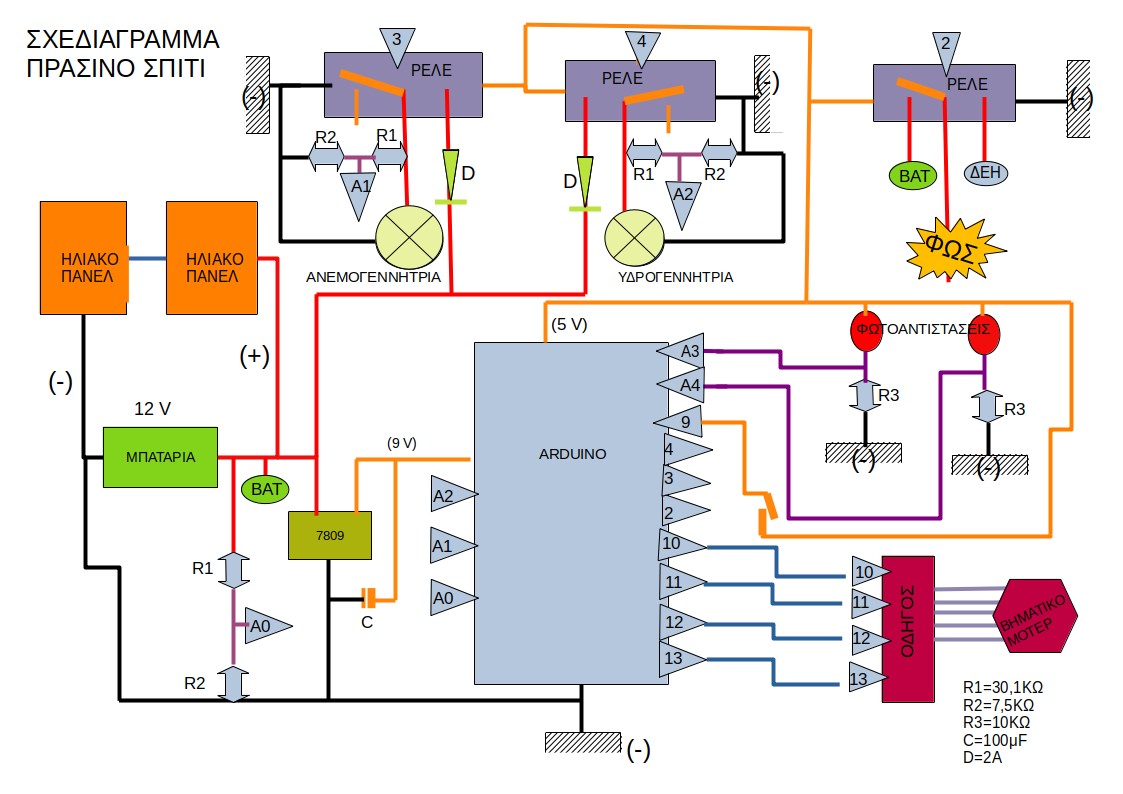 ΣΧΕΔΙΑΓΡΑΜΜΑ
ΠΡΑΣΙΝΟ ΣΠΙΤΙ
3
ΡΕΛΕ
4
ΡΕΛΕ
2
ΡΕΛΕ
(-)
(-)
(-)
R2
R1
A1
D
D
R1
R2
A2
BAT
ΔΕΗ
ΦΩΣ
ΑΝΕΜΟΓΕΝΝΗΤΡΙΑ
ΥΔΡΟΓΕΝΝΗΤΡΙΑ
ΗΛΙΑΚΟ
ΠΑΝΕΛ
ΗΛΙΑΚΟ
ΠΑΝΕΛ
(+)
(-)
12 V
ΜΠΑΤΑΡΙΑ
BAT
(9 V)
7809
C
R1
A0
R2
(5 V)
ARDUINO
A2
A1
A0
A3
A4
9
4
3
2
10
11
12
13
ΦΩΤΟΑΝΤΙΣΤΑΣΕΙΣ
R3
R3
(-)
(-)
10
11
12
13
ΟΔΗΓΟΣ
ΒΗΜΑΤΙΚΟ
ΜΟΤΕΡ
(-)
R1=30,1ΚΩ
R2=7,5ΚΩ
R3=10ΚΩ
C=100μF
D=2A